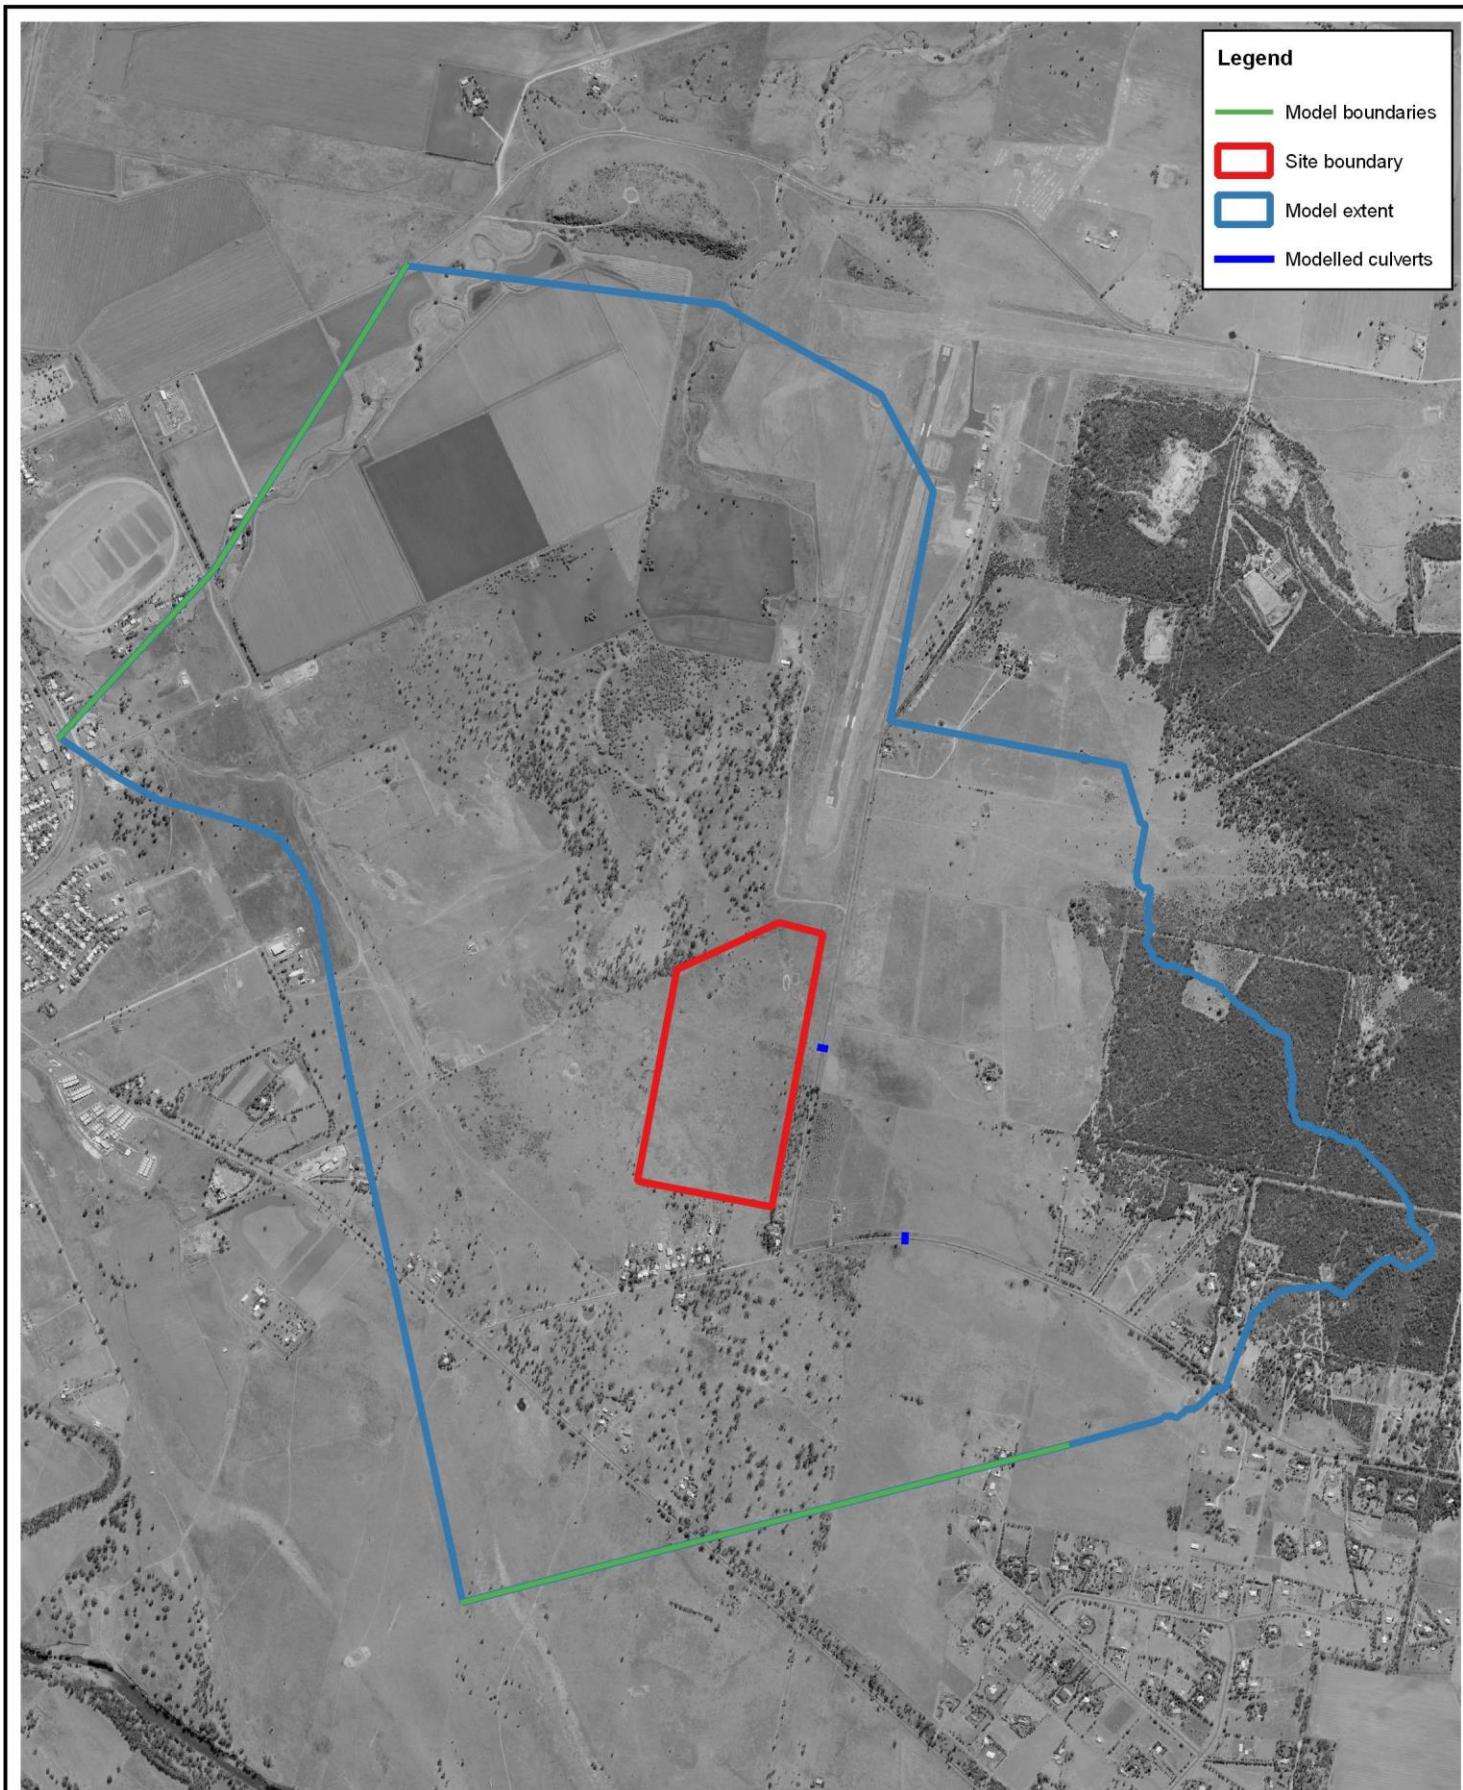 Legend
Model boundaries
Site boundary
Model extent
Modelled culverts